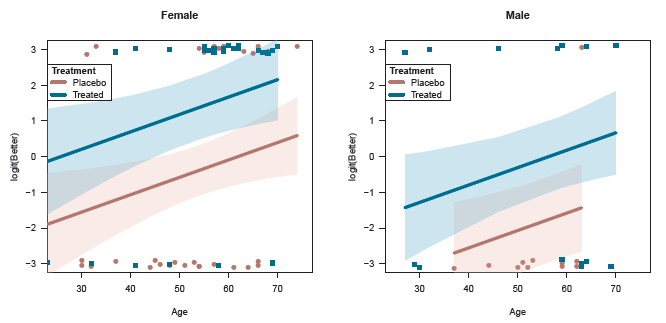 Female
Male
logit(Better)
3
2
1
0
−1
−2
−3
Treatment
Placebo
Treated
30
40
50
60
70
Age
logit(Better)
3
2
1
0
−1
−2
−3
Treatment
Placebo
Treated
30
40
50
60
70
Age